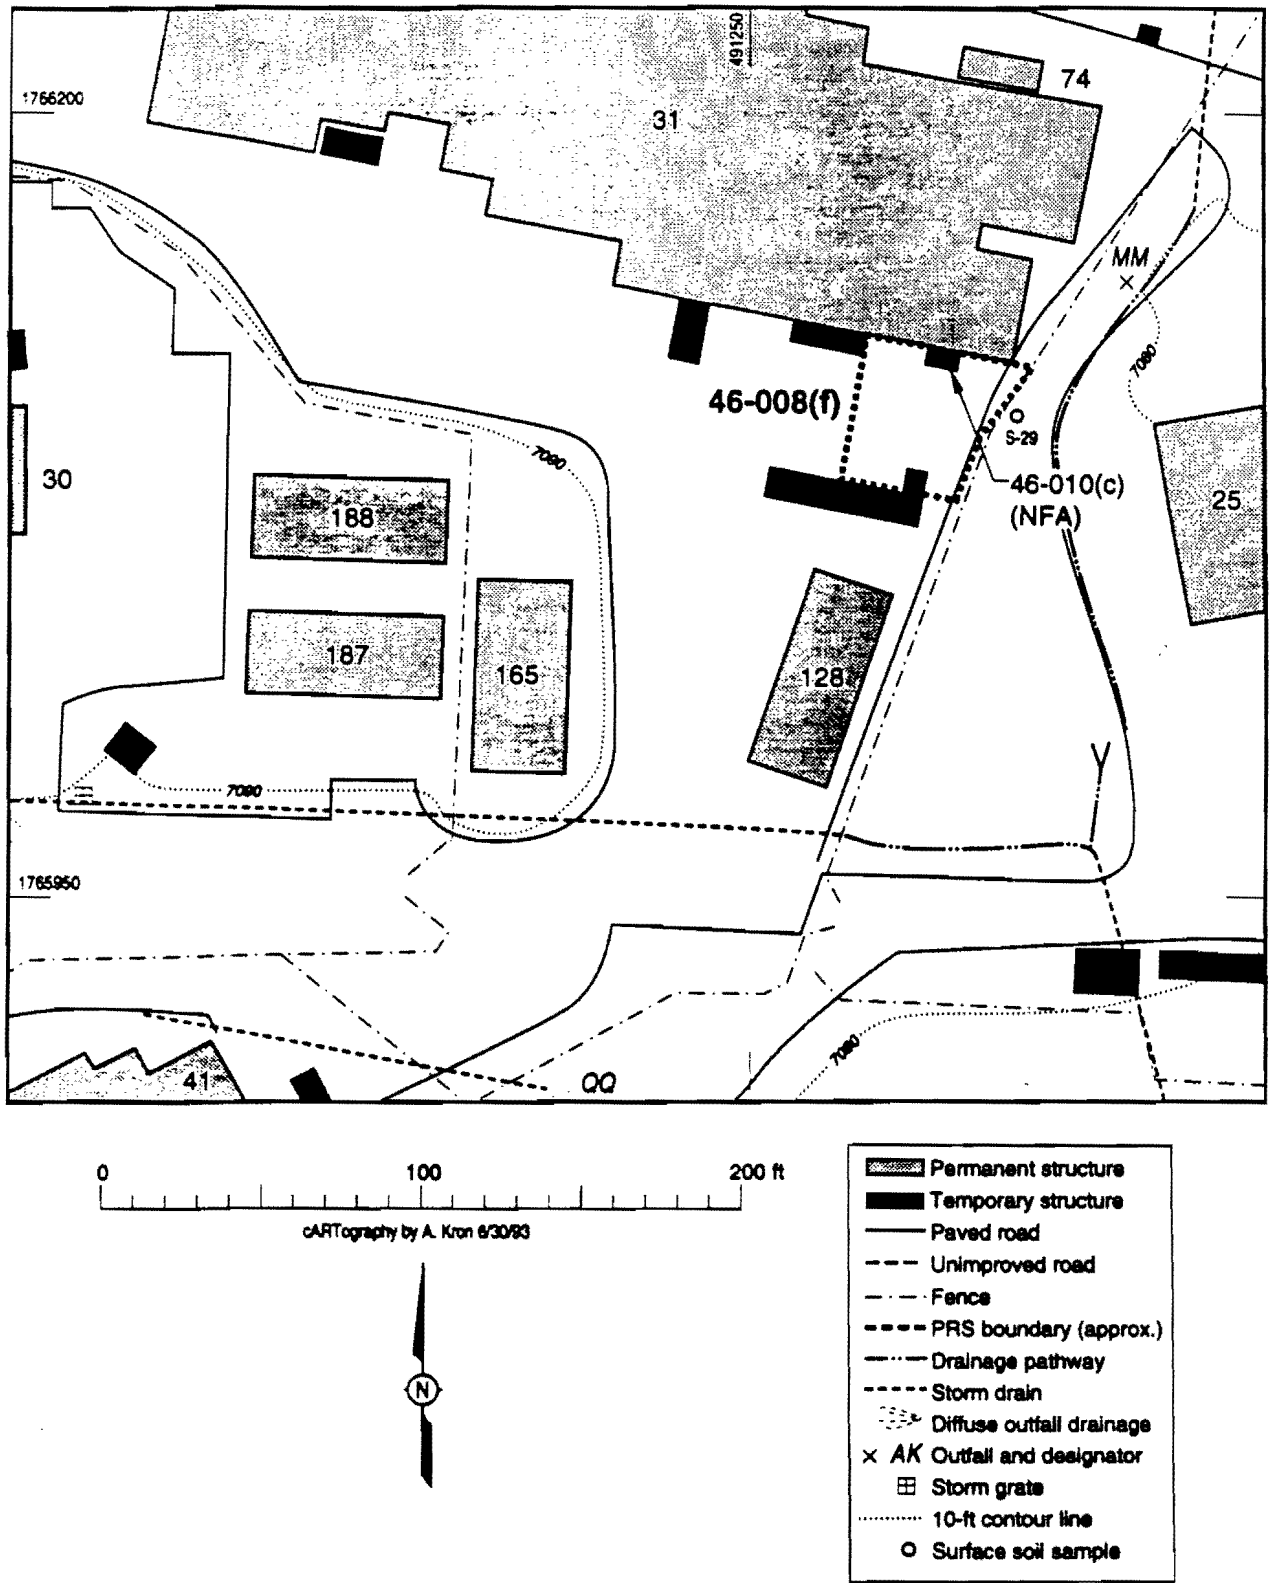 491250
74
1766200
31
MM
7080
46-008(f)
S-29
7090
30
46-010(c)
(NFA)
25
188
187
165
128
7090
1765950
7080
41
QQ
0 100 200 ft
cARTography by A. Kron 6/30/93
N
Permanent structure
Temporary structure
Paved road
Unimproved road
Fence
PRS boundary (approx.)
Drainage pathway
Storm drain
Diffuse outfall drainage
× AK Outfall and designator
Storm grate
10-ft contour line
Surface soil sample